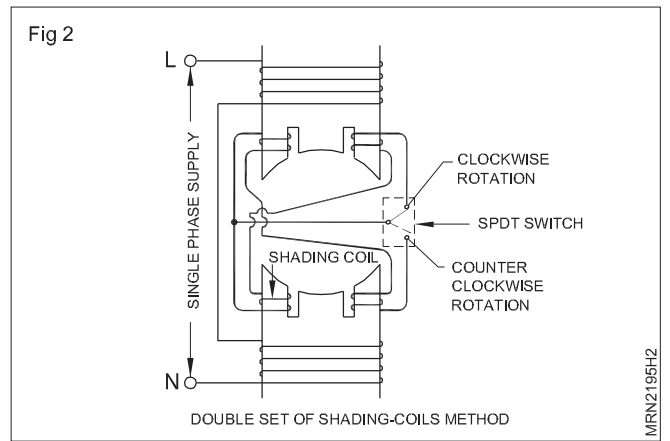 Fig 2
L
SINGLE PHASE SUPPLY
CLOCKWISE
ROTATION
SPDT SWITCH
SHADING COIL
COUNTER
CLOCKWISE
ROTATION
N
DOUBLE SET OF SHADING-COILS METHOD
MRN2195H2